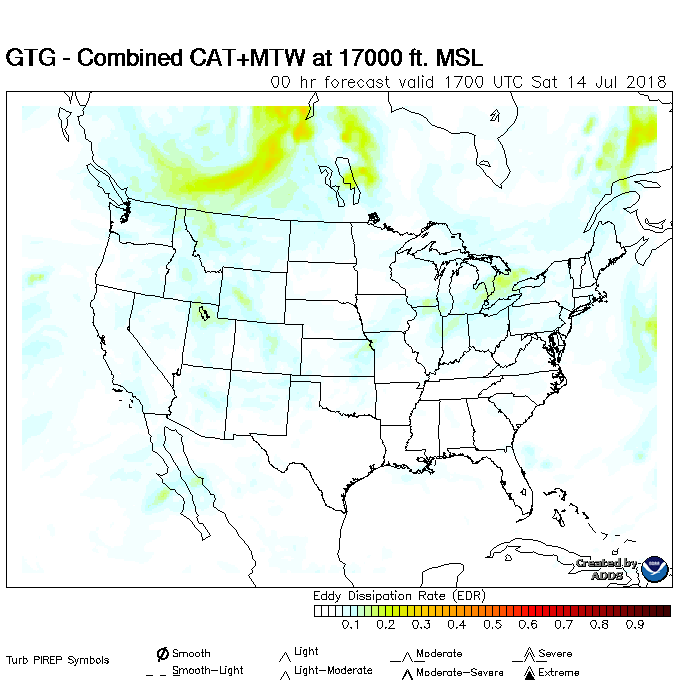 GTG - Combined CAT+MTW at 17000 ft. MSL
00 hr forecast valid 1700 UTC Sat 14 Jul 2018
Created by
ADDS
Eddy Dissipation Rate (EDR)
0.1 0.2 0.3 0.4 0.5 0.6 0.7 0.8 0.9
Turb PIREP Symbols
Smooth Light Moderate Severe
Smooth-Light Light-Moderate Moderate-Severe Extreme